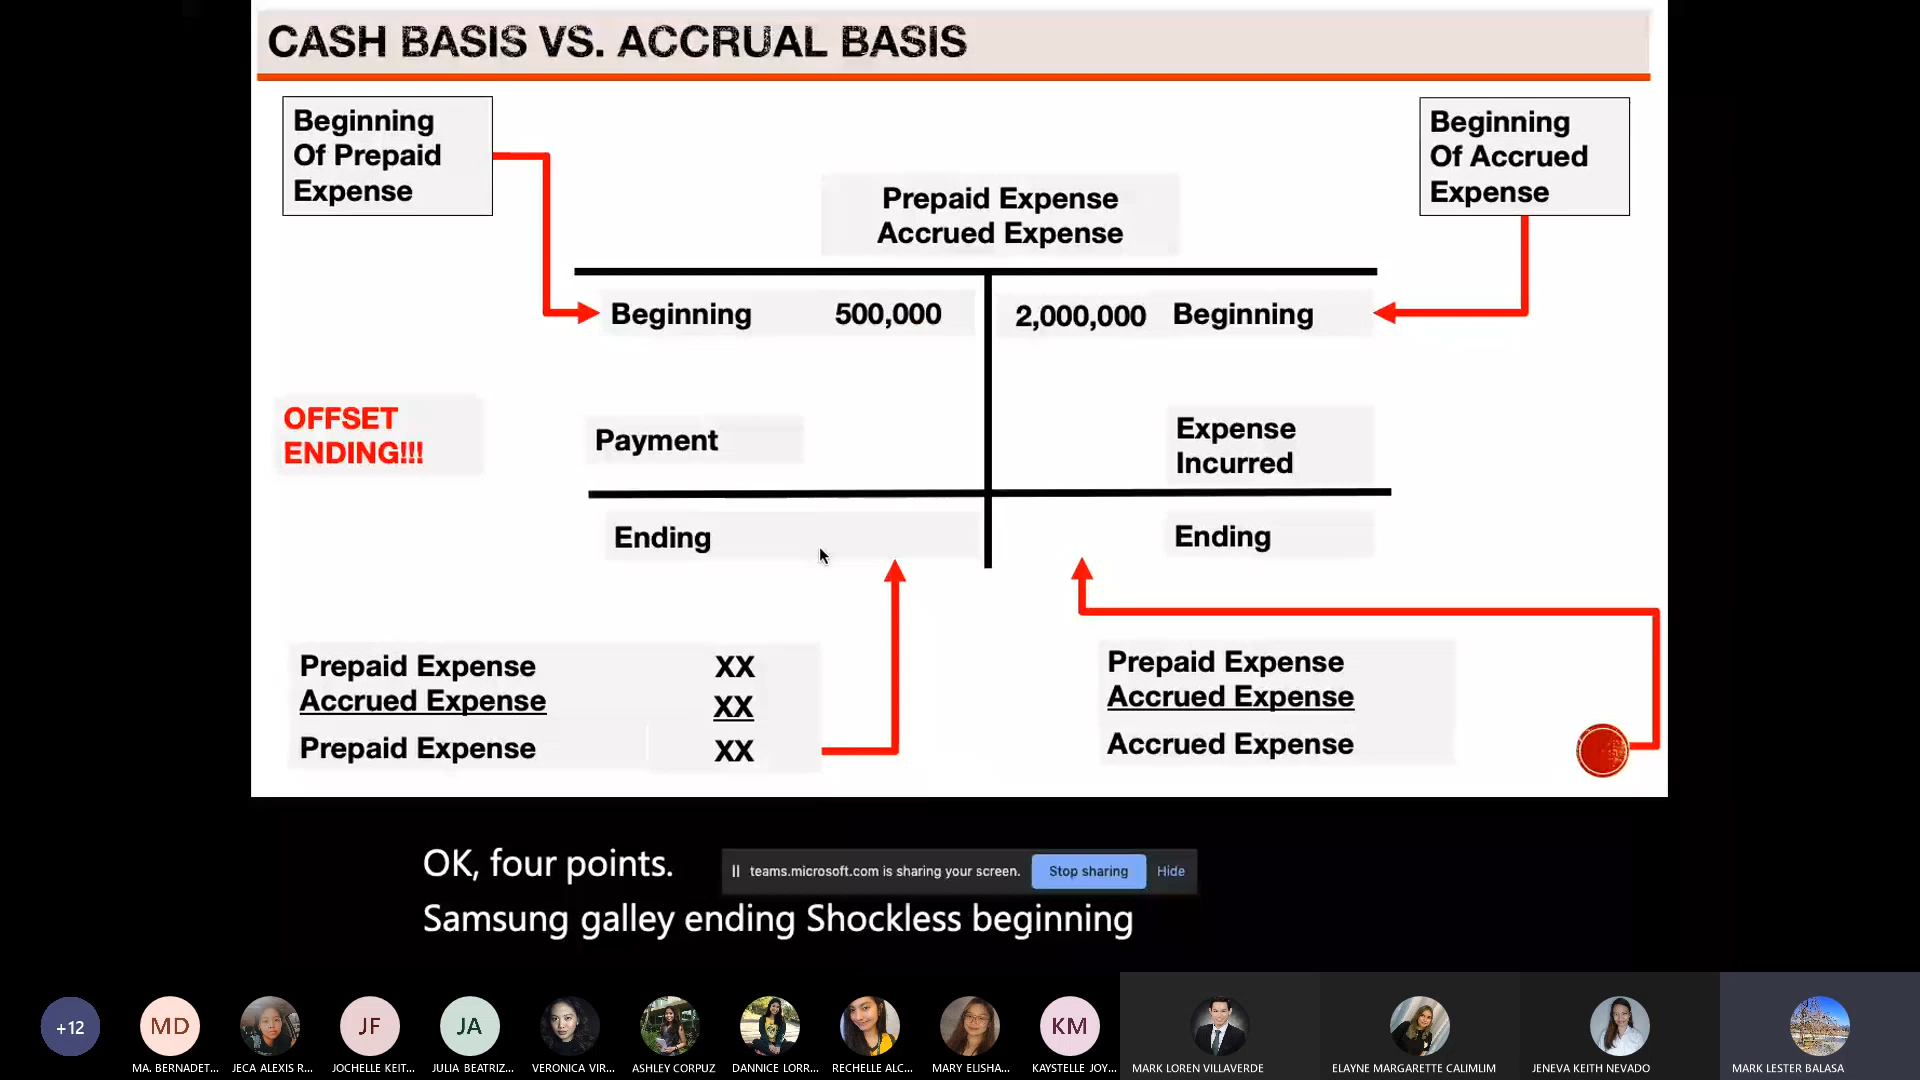 CASH BASIS VS. ACCRUAL BASIS
Beginning
Of Prepaid
Expense
Beginning
Of Accrued
Expense
Prepaid Expense
Accrued Expense
Beginning 500,000
2,000,000 Beginning
OFFSET
ENDING!!!
Payment
Expense
Incurred
Ending
Ending
Prepaid Expense XX
Accrued Expense XX
Prepaid Expense XX
Prepaid Expense
Accrued Expense
Accrued Expense
OK, four points.
teams.microsoft.com is sharing your screen. Stop sharing Hide
Samsung galley ending Shockless beginning
+12
MD
JF
JA
KM
MA. BERNADET...
JECA ALEXIS R...
JOCHELLE KEIT...
JULIA BEATRIZ...
VERONICA VIR...
ASHLEY CORPUZ
DANNICE LORR...
RECHELLE ALC...
MARY ELISHA...
KAYSTELLE JOY...
MARK LOREN VILLAVERDE
ELAYNE MARGARETTE CALIMLIM
JENEVA KEITH NEVADO
MARK LESTER BALASA